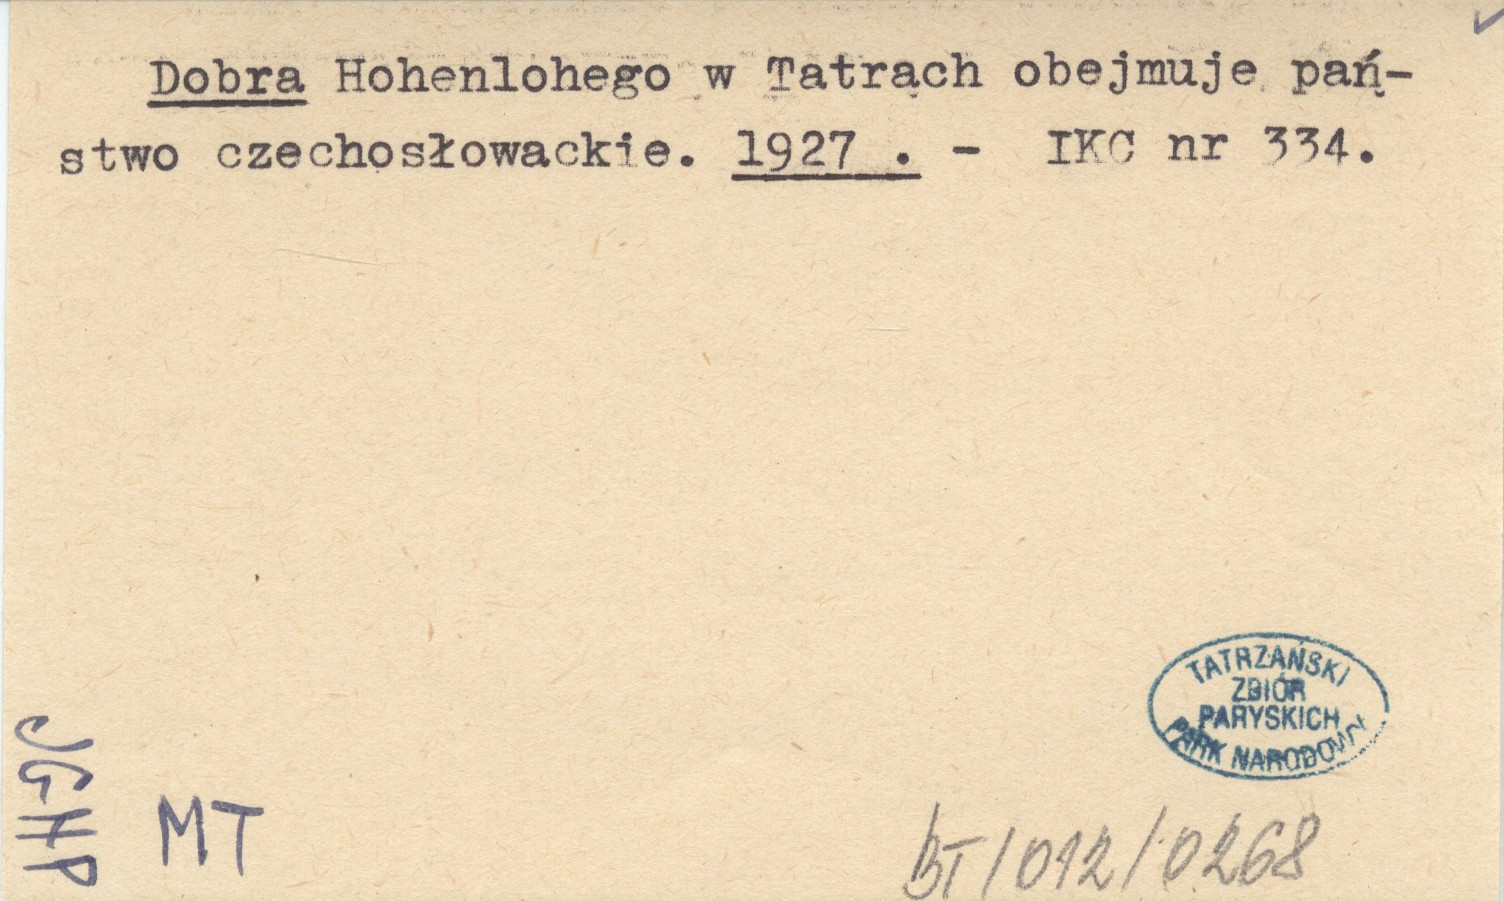 Dobra Hohenlohego w Tatrach obejmuje pań-
stwo czechosłowackie. 1927 . - IKC nr 334.
TATRZAŃSKI
ZBIÓR
PARYSKICH
PARK NARODOWY
JGHP
MT
BT/012/0268